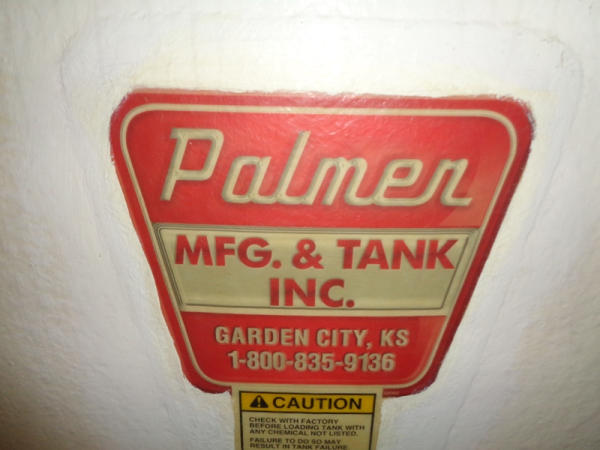 Palmer
MFG. & TANK
INC.
GARDEN CITY, KS
1-800-835-9136
CAUTION
CHECK WITH FACTORY
BEFORE LOADING TANK WITH
ANY CHEMICAL NOT LISTED.
FAILURE TO DO SO MAY
RESULT IN TANK FAILURE